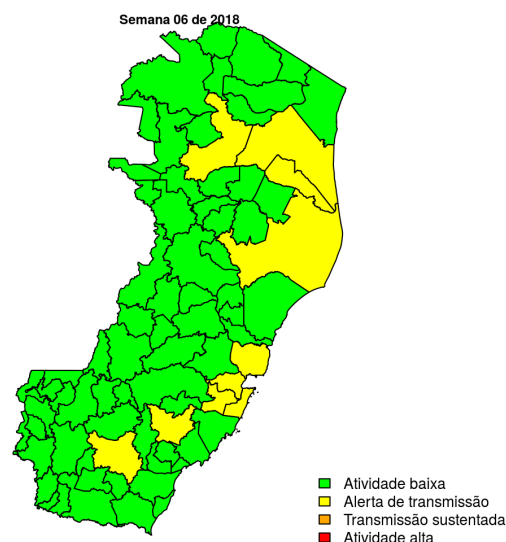 Semana 06 de 2018
Atividade baixa
Alerta de transmissão
Transmissão sustentada
Atividade alta